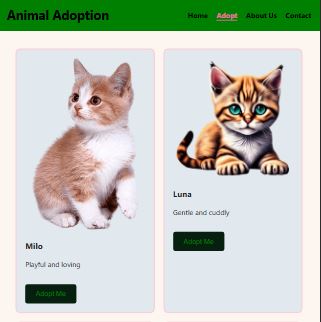 Animal Adoption
Home Adopt About Us Contact
Milo
Playful and loving
Adopt Me
Luna
Gentle and cuddly
Adopt Me